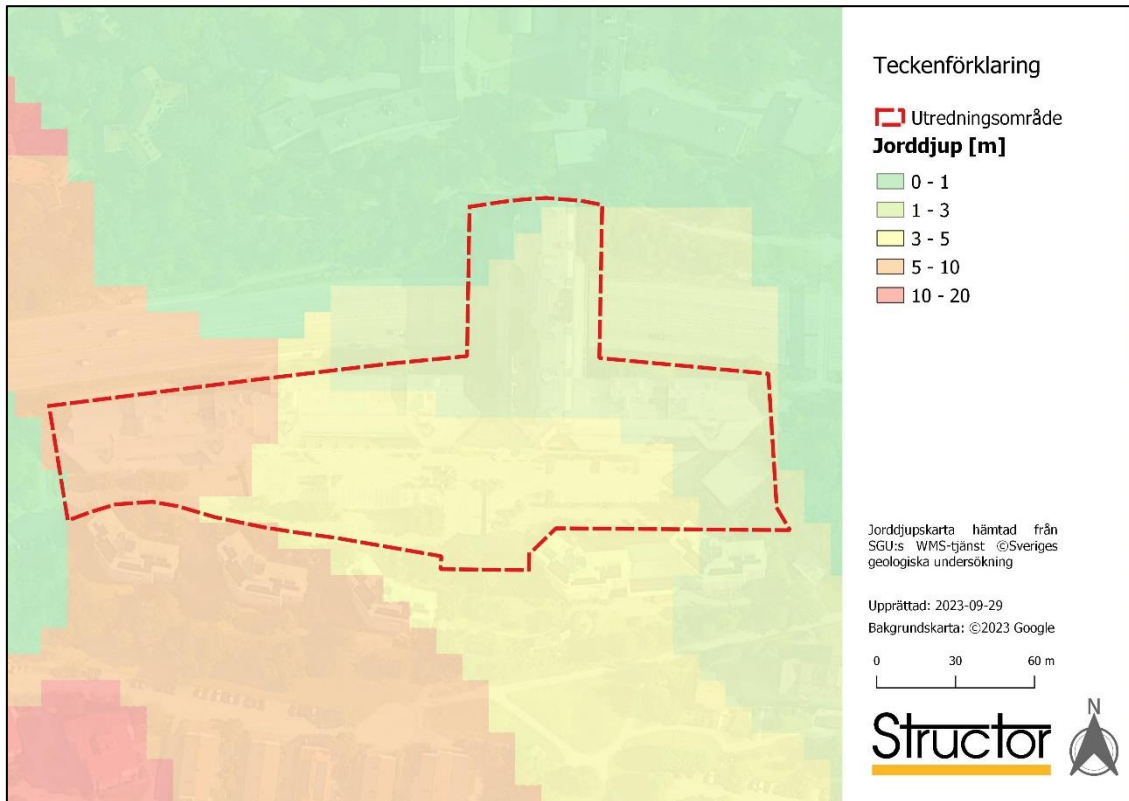 Teckenförklaring
Utredningsområde
Jorddjup [m]
0 - 1
1 - 3
3 - 5
5 - 10
10 - 20
Jorddjupskarta hämtad från
SGU:s WMS-tjänst ©Sveriges
geologiska undersökning
Upprättad: 2023-09-29
Bakgrundskarta: ©2023 Google
0 30 60 m
Structor
N